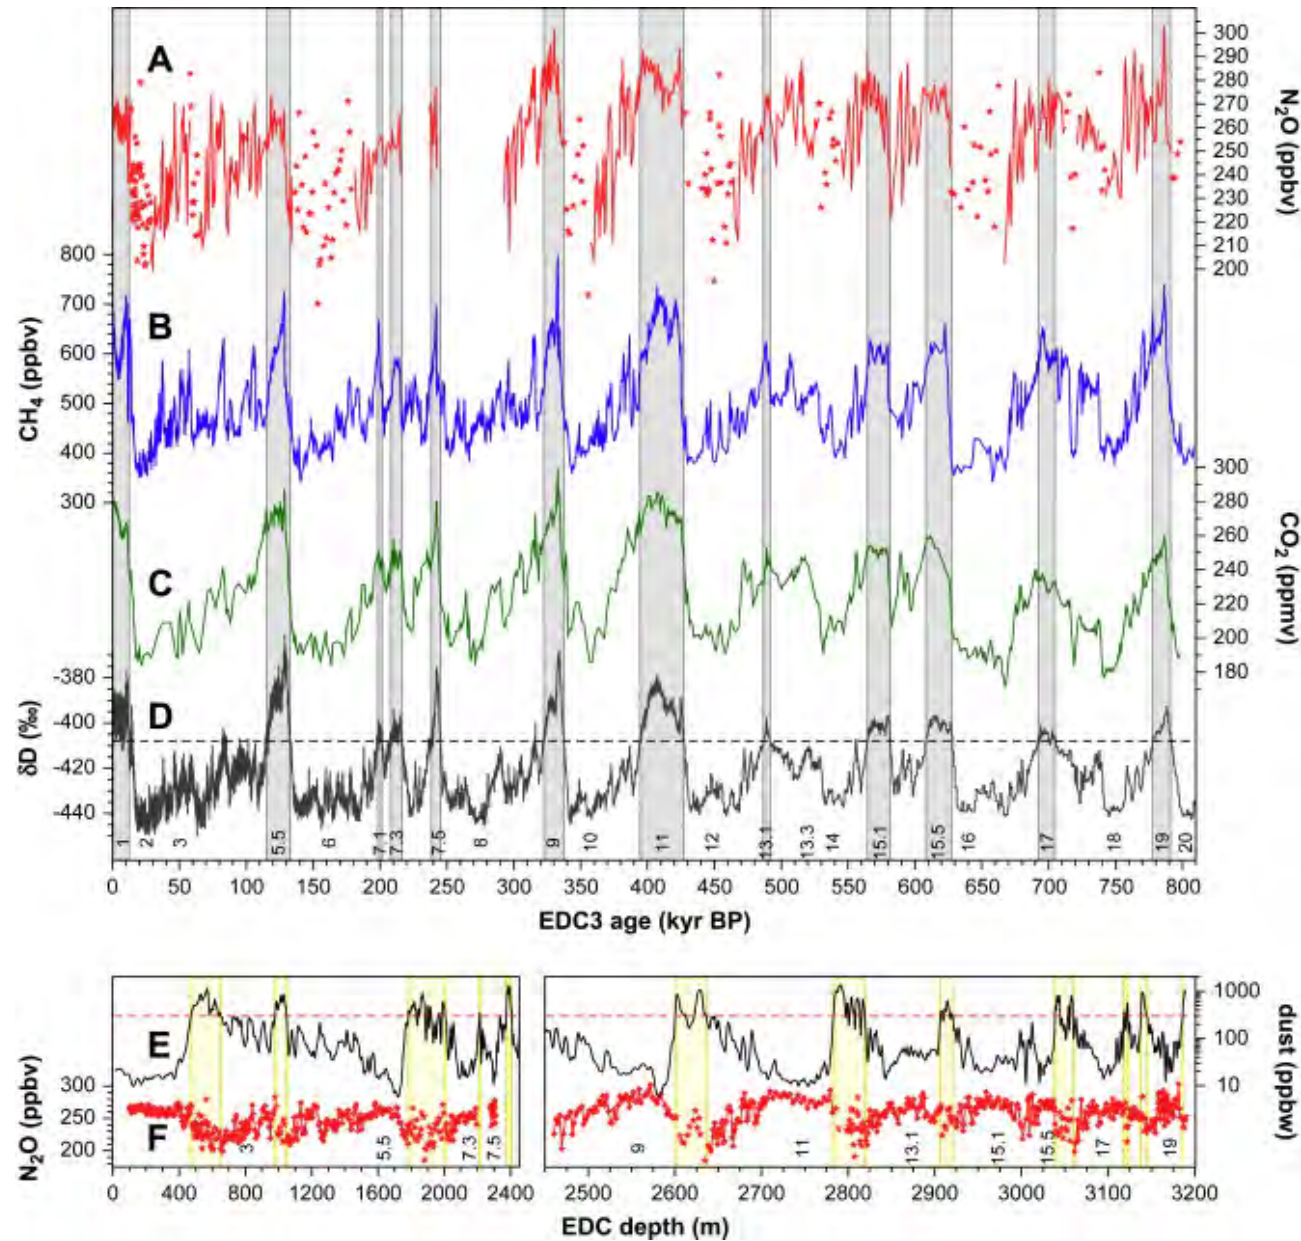 A
300
290
280
270
260
250
240
230
220
210
200
N2O (ppbv)
800
700
600
500
400
300
CH4 (ppbv)
B
300
280
260
240
220
200
180
CO2 (ppmv)
C
-380
-400
-420
-440
δD (‰)
D
1 2 3 5.5 6 7.1 7.3 7.5 8 9 10 11 12 13.1 13.3 14 15.1 15.5 16 17 18 19 20
0 50 100 150 200 250 300 350 400 450 500 550 600 650 700 750 800
EDC3 age (kyr BP)
E
1000
100
10
dust (ppbw)
300
250
200
N2O (ppbv)
F
3 5.5 7.3 7.5 9 11 13.1 15.1 15.5 17 19
0 400 800 1200 1600 2000 2400 2500 2600 2700 2800 2900 3000 3100 3200
EDC depth (m)